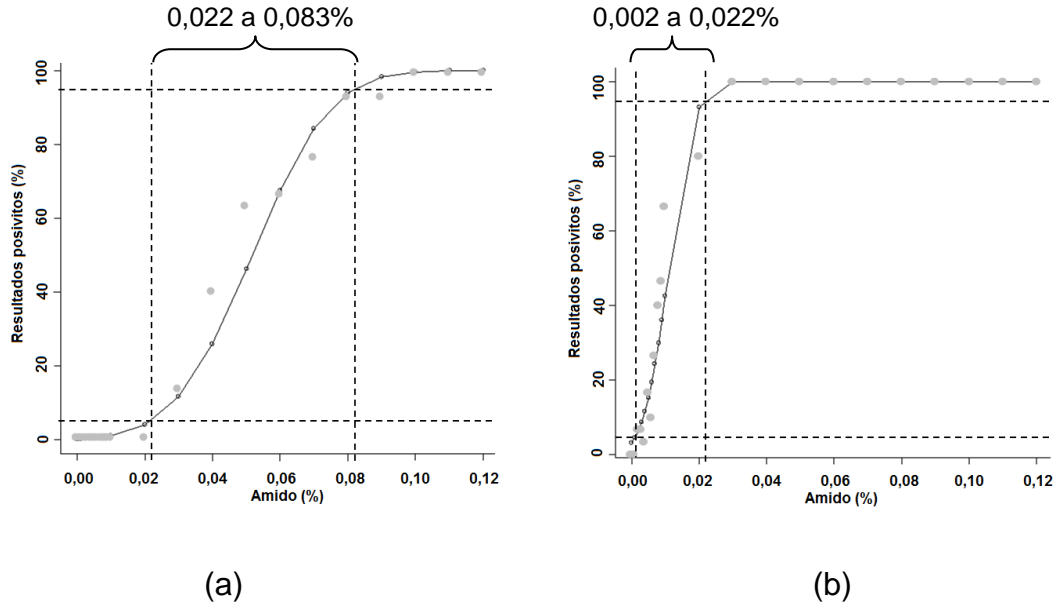 0,022 a 0,083%
Resultados posivitos (%)
100
80
60
40
20
0
0,00 0,02 0,04 0,06 0,08 0,10 0,12
Amido (%)
(a)
0,002 a 0,022%
Resultados posivitos (%)
100
80
60
40
20
0
0,00 0,02 0,04 0,06 0,08 0,10 0,12
Amido (%)
(b)